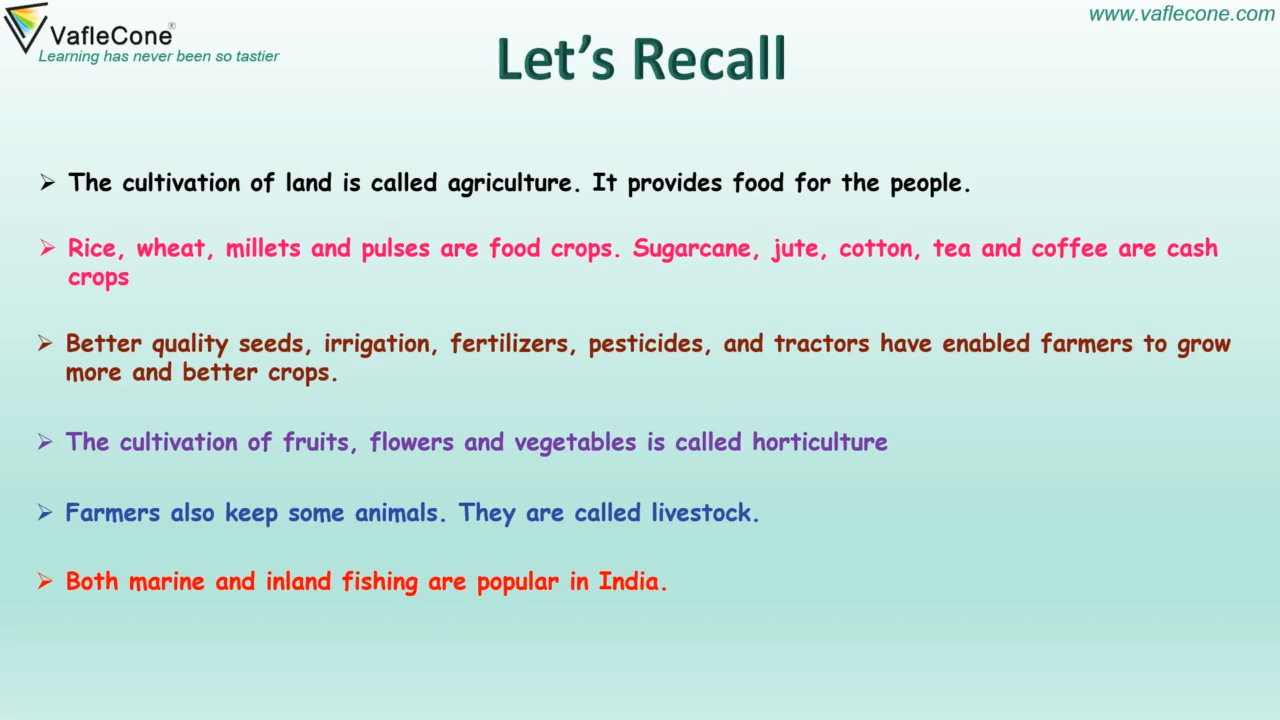 VafleCone®
Learning has never been so tastier
www.vaflecone.com
Let's Recall
➢ The cultivation of land is called agriculture. It provides food for the people.
➢ Rice, wheat, millets and pulses are food crops. Sugarcane, jute, cotton, tea and coffee are cash
crops
➢ Better quality seeds, irrigation, fertilizers, pesticides, and tractors have enabled farmers to grow
more and better crops.
➢ The cultivation of fruits, flowers and vegetables is called horticulture
➢ Farmers also keep some animals. They are called livestock.
➢ Both marine and inland fishing are popular in India.